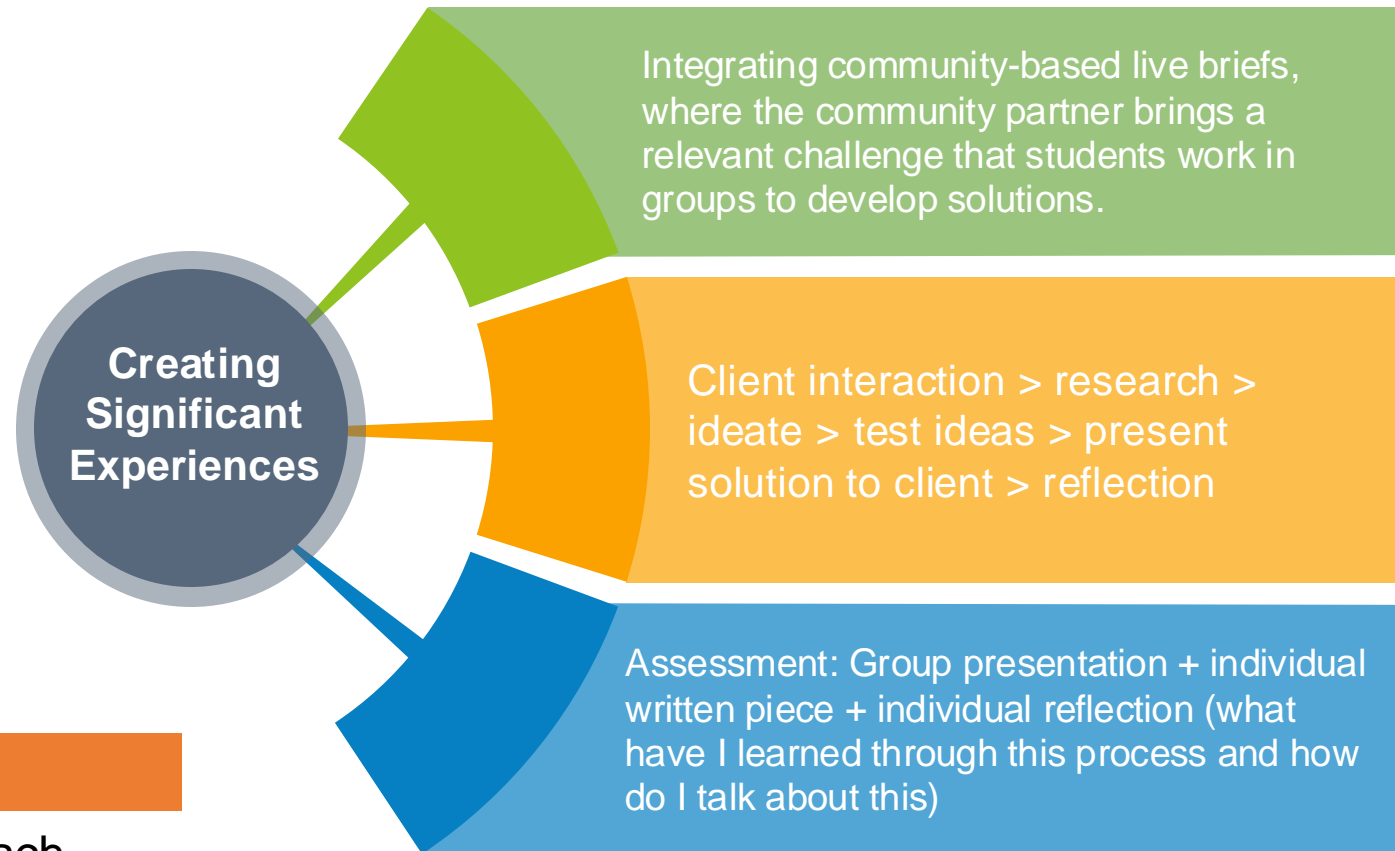 Integrating community-based live briefs,
where the community partner brings a
relevant challenge that students work in
groups to develop solutions.
Creating
Significant
Experiences
Client interaction > research >
ideate > test ideas > present
solution to client > reflection
Assessment: Group presentation + individual
written piece + individual reflection (what
have I learned through this process and how
do I talk about this)